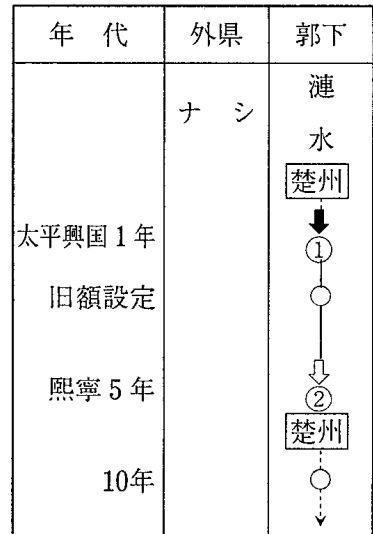 年代 外県 郭下
ナシ 漣水
楚州
太平興国1年 ①
旧額設定
熙寧5年 ②
楚州
10年